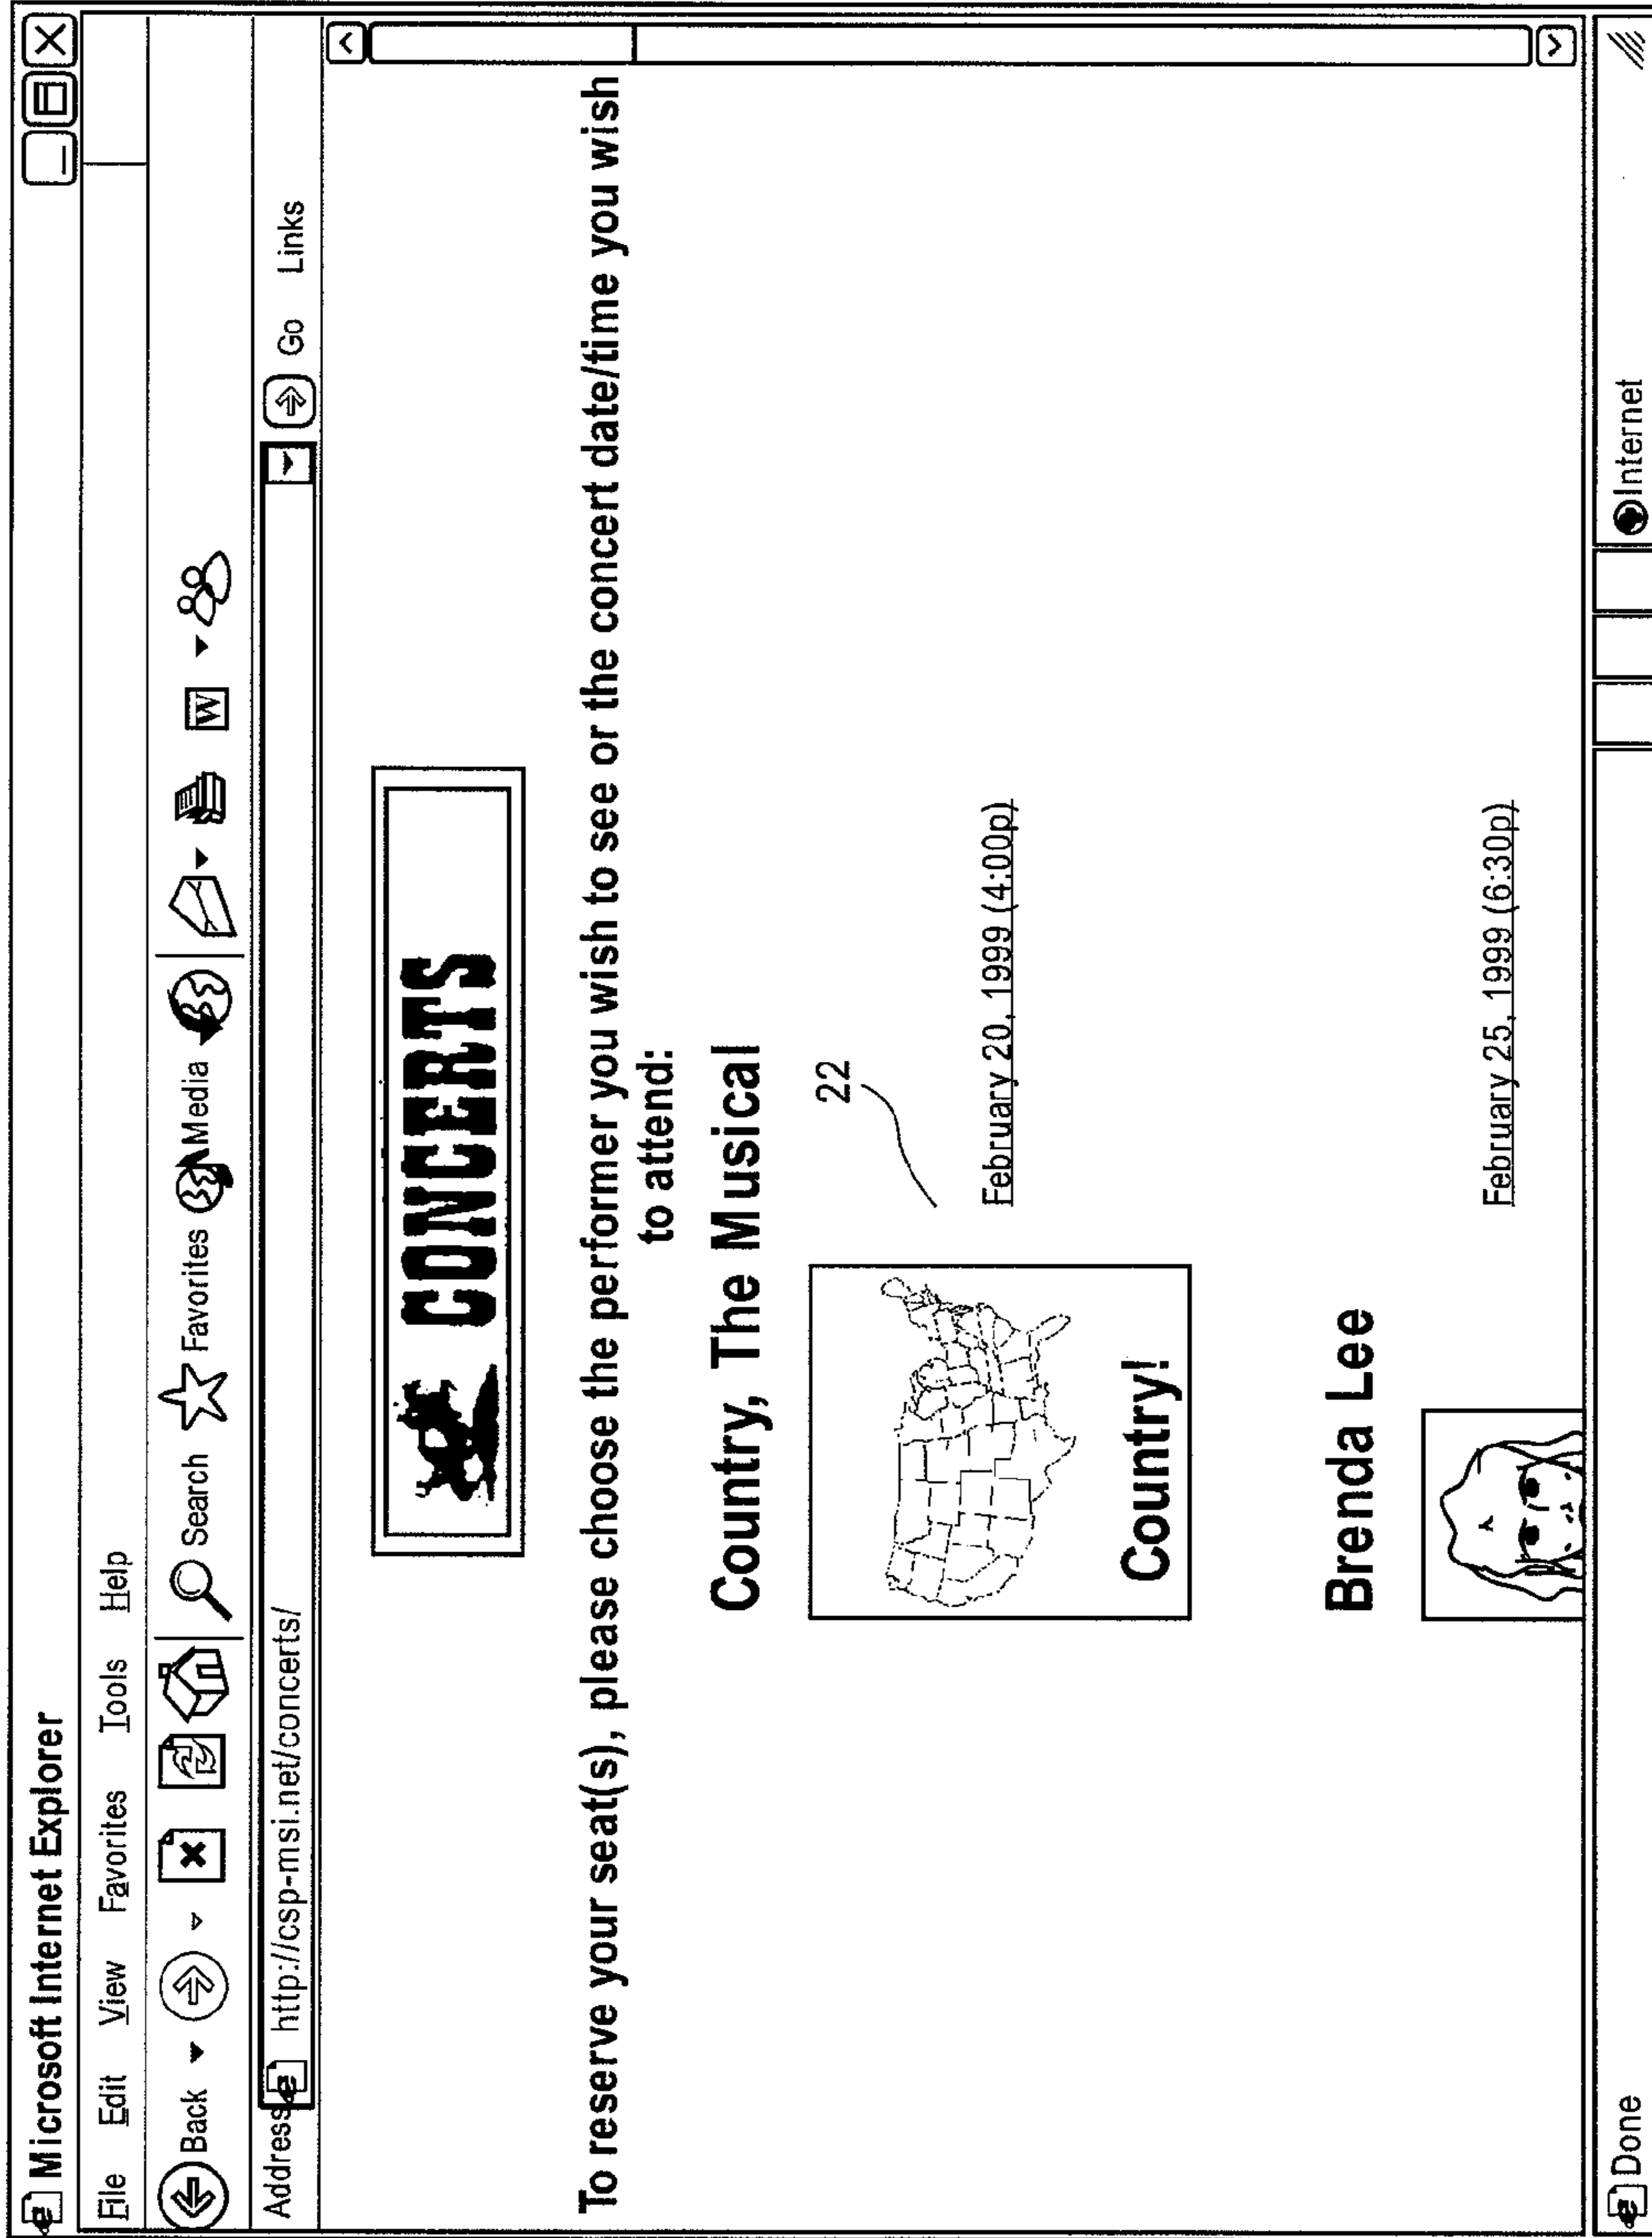 Microsoft Internet Explorer
File Edit View Favorites Tools Help
Back Search Favorites Media W
Address http://csp-msi.net/concerts/ Go Links
CONCERTS
To reserve your seat(s), please choose the performer you wish to see or the concert date/time you wish
to attend:
Country, The Musical
22
February 20, 1999 (4:00p)
Country!
Brenda Lee
February 25, 1999 (6:30p)
Done Internet